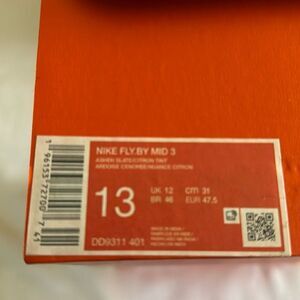 NIKE FLY.BY MID 3
ASHEN SLATE/CITRON TINT
ARDOISE CENDREE/NUANCE CITRON
13
UK 12
CM 31
BR 46
EUR 47,5
DD9311 401